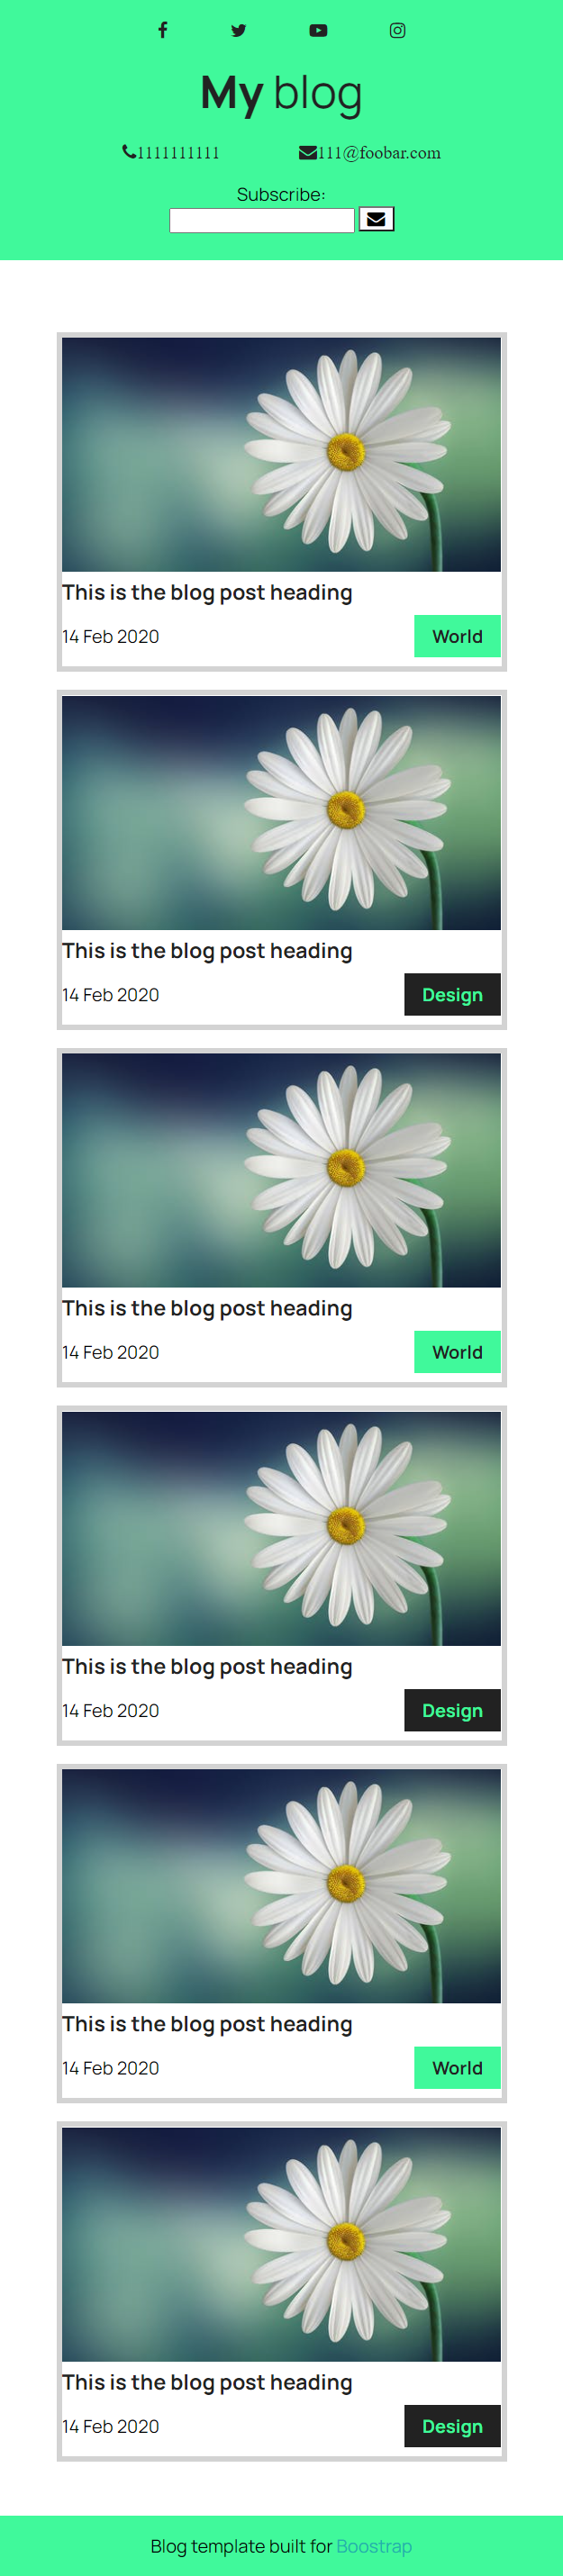 My blog
1111111111 111@foobar.com
Subscribe:
This is the blog post heading
14 Feb 2020 World
This is the blog post heading
14 Feb 2020 Design
This is the blog post heading
14 Feb 2020 World
This is the blog post heading
14 Feb 2020 Design
This is the blog post heading
14 Feb 2020 World
This is the blog post heading
14 Feb 2020 Design
Blog template built for Boostrap